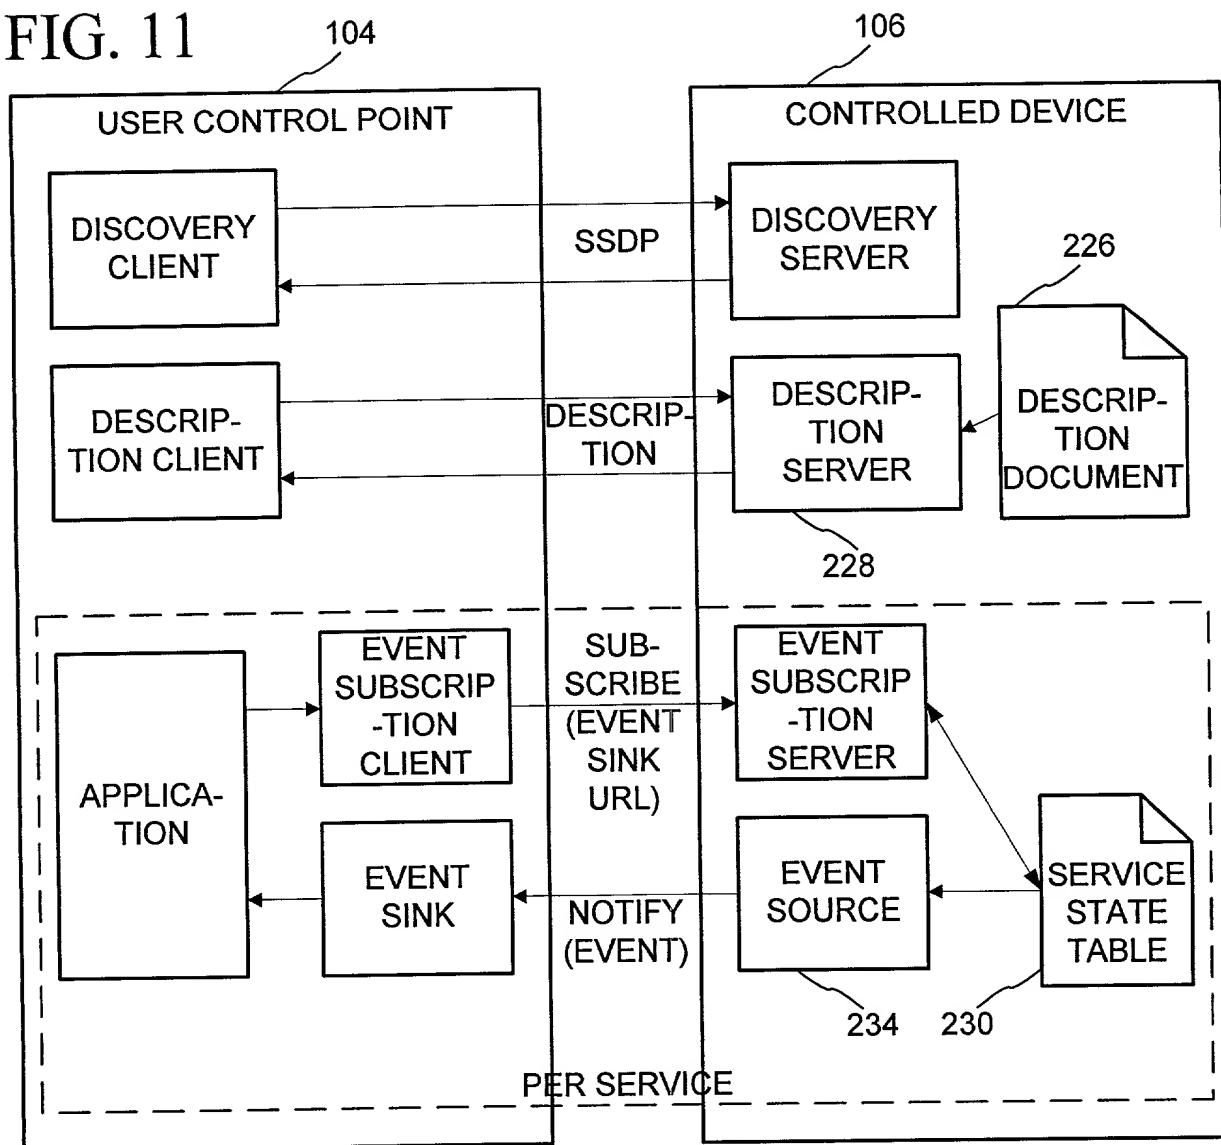 FIG. 11
104
106
USER CONTROL POINT
CONTROLLED DEVICE
DISCOVERY
CLIENT
SSDP
DISCOVERY
SERVER
226
DESCRIP-
TION CLIENT
DESCRIP-
TION
DESCRIP-
TION
SERVER
DESCRIP-
TION
DOCUMENT
228
APPLICA-
TION
EVENT
SUBSCRIP
-TION
CLIENT
SUB-
SCRIBE
(EVENT
SINK
URL)
EVENT
SUBSCRIP
-TION
SERVER
EVENT
SINK
NOTIFY
(EVENT)
EVENT
SOURCE
SERVICE
STATE
TABLE
234
230
PER SERVICE